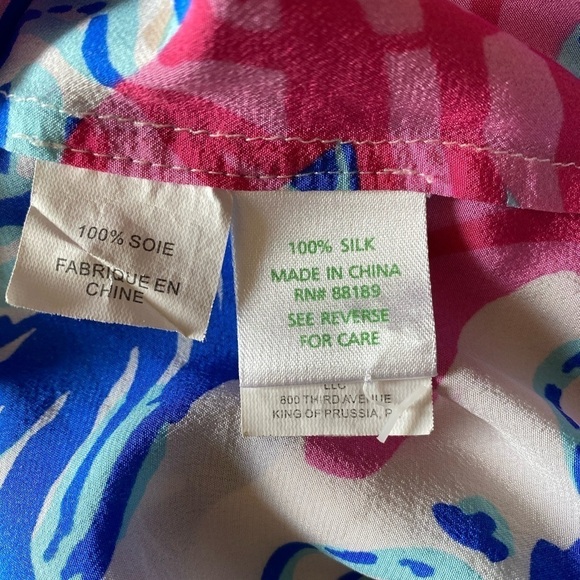 100% SOIE
FABRIQUE EN
CHINE
100% SILK
MADE IN CHINA
RN# 88189
SEE REVERSE
FOR CARE
LLC
800 THIRD AVENUE
KING OF PRUSSIA,